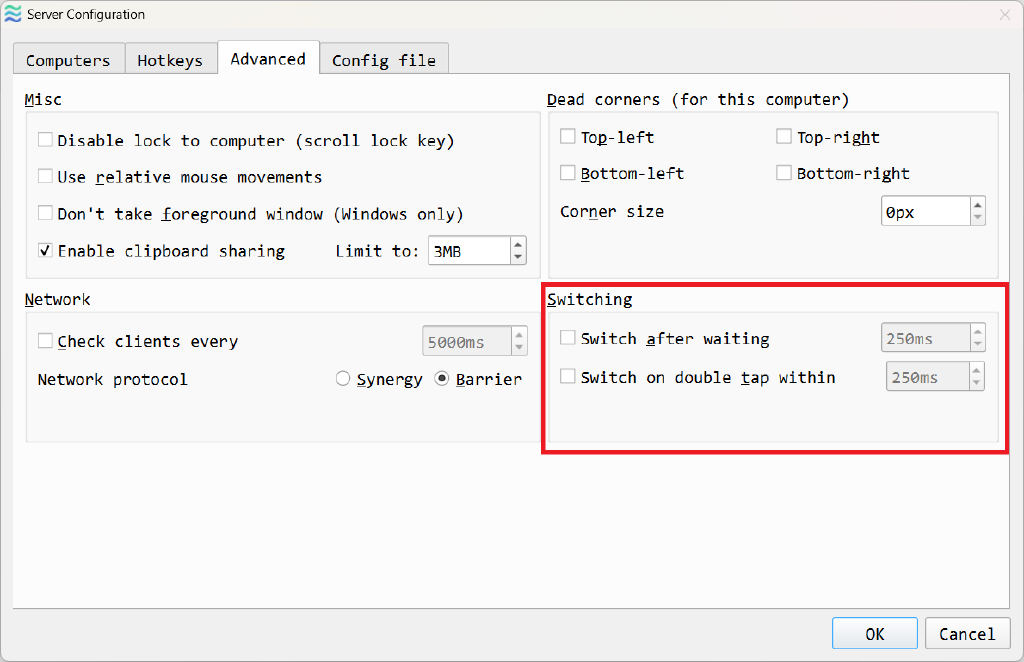 Server Configuration
Computers
Hotkeys
Advanced
Config file
Misc
Disable lock to computer (scroll lock key)
Use relative mouse movements
Don't take foreground window (Windows only)
Enable clipboard sharing
Limit to: 3MB
Dead corners (for this computer)
Top-left
Top-right
Bottom-left
Bottom-right
Corner size 0px
Network
Check clients every 5000ms
Network protocol
Synergy
Barrier
Switching
Switch after waiting 250ms
Switch on double tap within 250ms
OK
Cancel